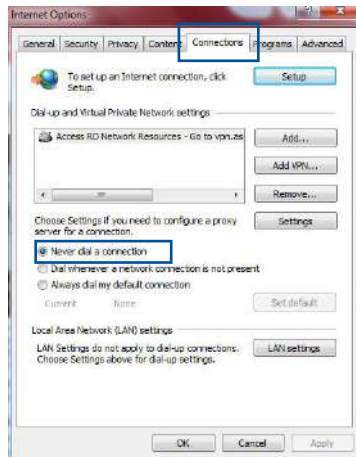 Internet Options
General Security Privacy Content Connections Programs Advanced
To set up an Internet connection, click
Setup.
Setup
Dial-up and Virtual Private Network settings
Access RD Network Resources - Go to vpn.as
Add...
Add VPN...
Remove...
Choose Settings if you need to configure a proxy
server for a connection.
Settings
Never dial a connection
Dial whenever a network connection is not present
Always dial my default connection
Current None
Set default
Local Area Network (LAN) settings
LAN Settings do not apply to dial-up connections.
Choose Settings above for dial-up settings.
LAN settings
OK Cancel Apply